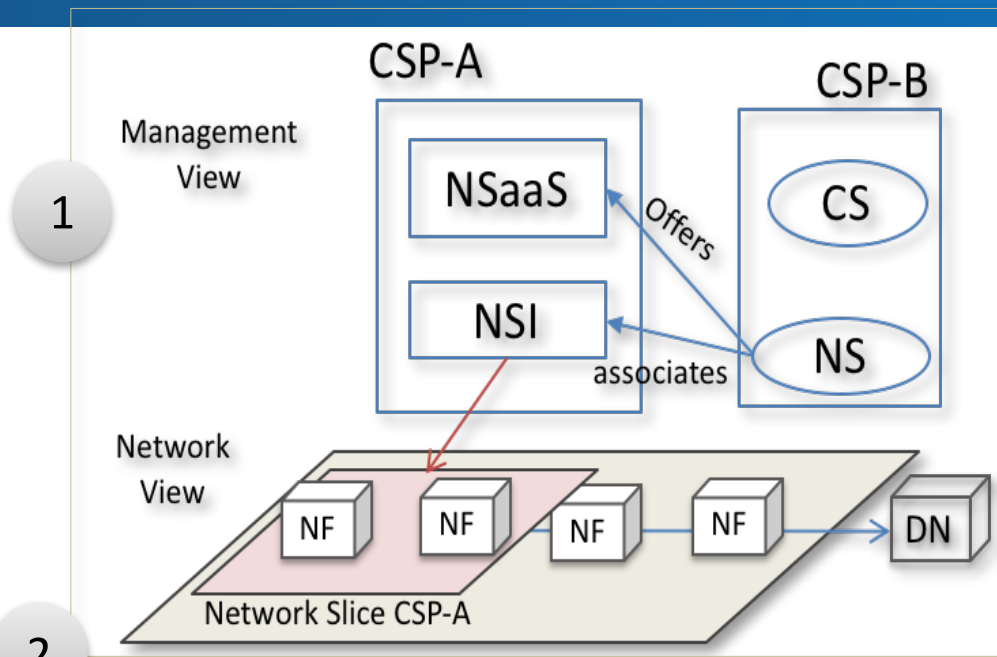 CSP-A
CSP-B
Management
View
1
NSaaS
CS
Offers
NSI
NS
associates
Network
View
NF
NF
NF
NF
DN
Network Slice CSP-A
2